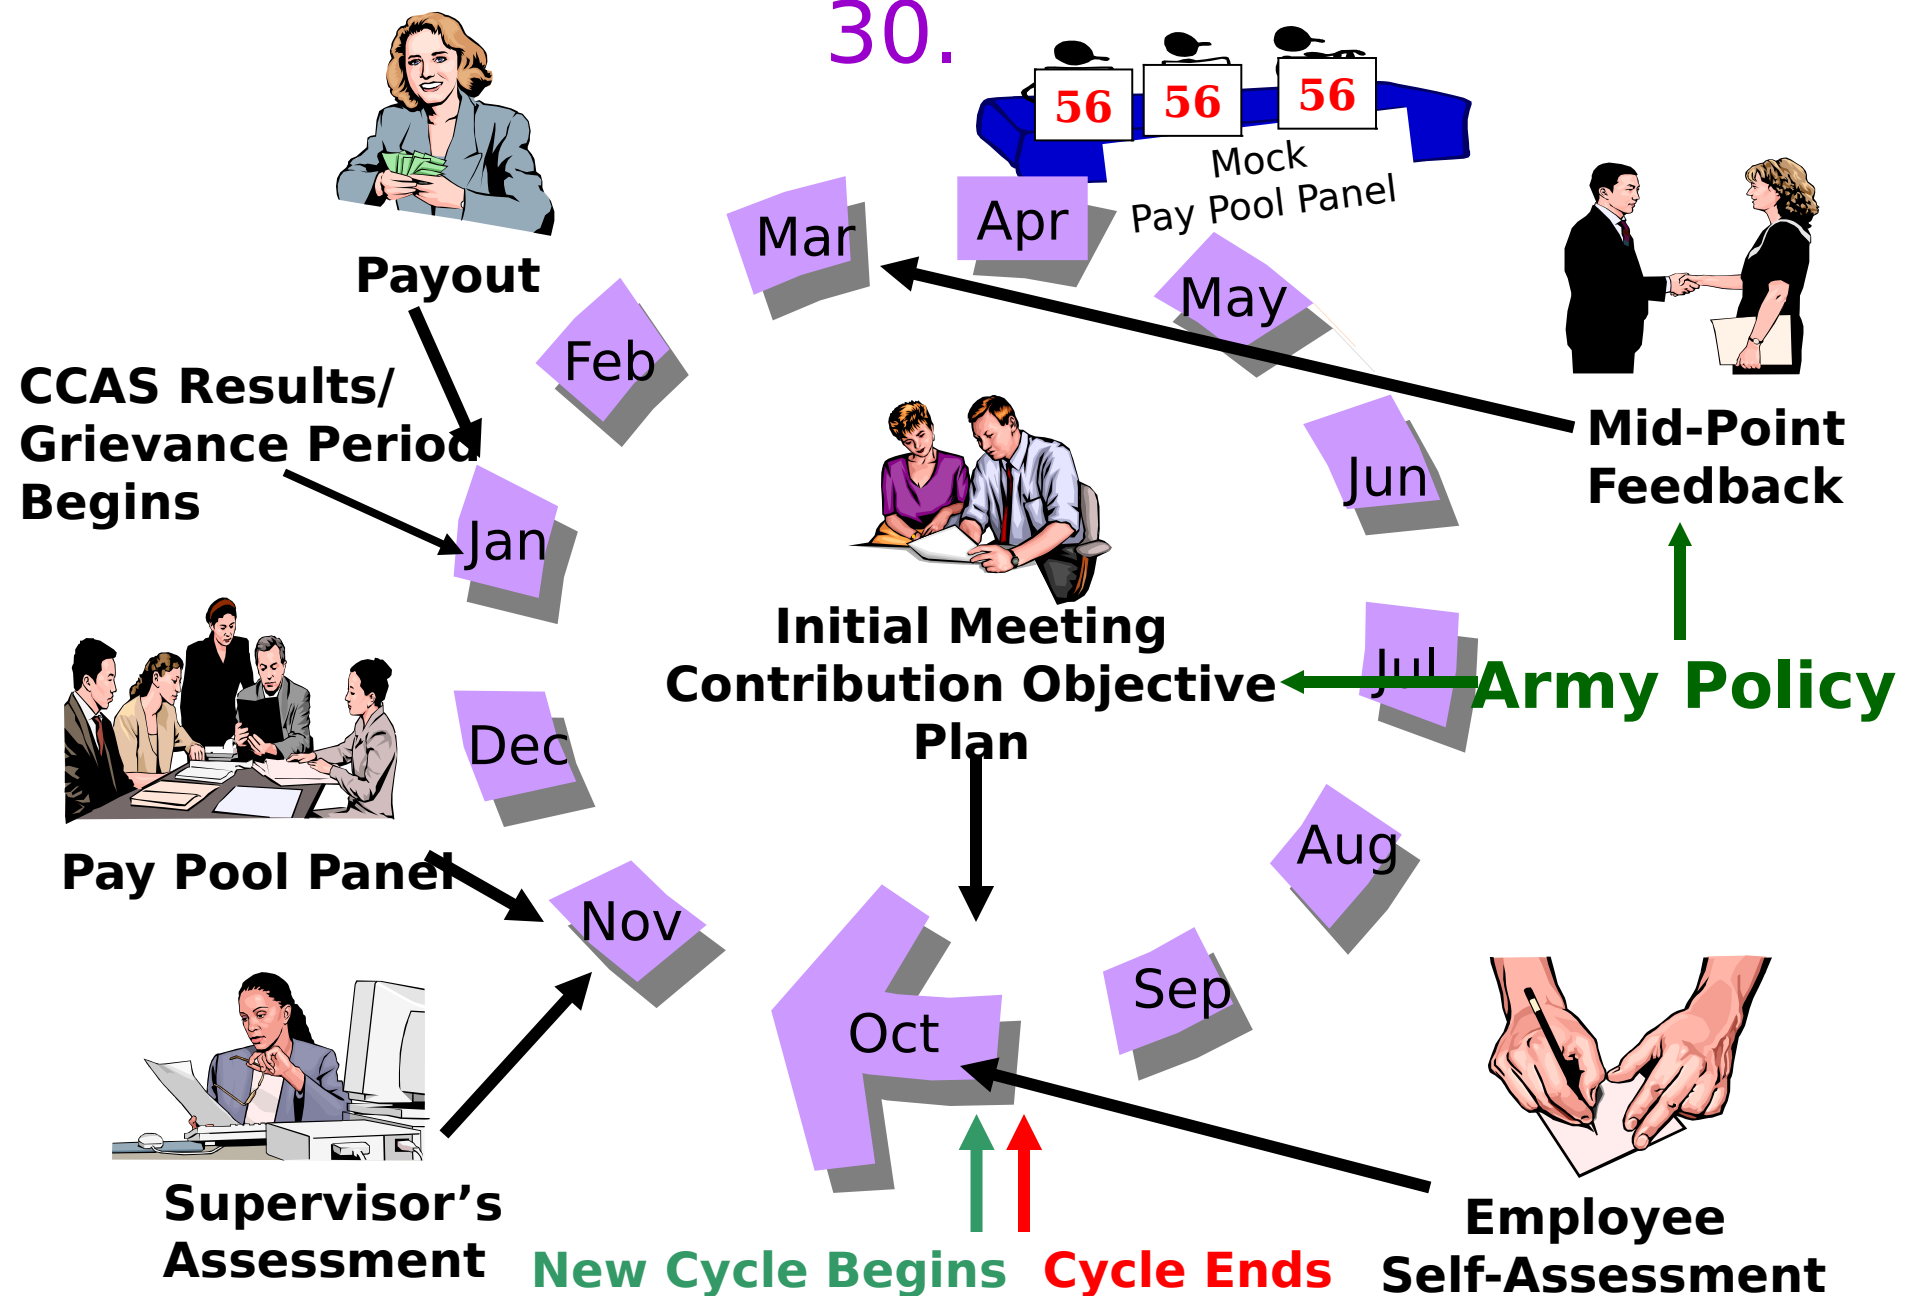 30.
56 56 56
Mock
Pay Pool Panel
Mar
Apr
May
Payout
Feb
CCAS Results/
Grievance Period
Begins
Jan
Jun
Mid-Point
Feedback
Initial Meeting
Contribution Objective
Plan
Jul
Army Policy
Dec
Aug
Pay Pool Panel
Nov
Sep
Oct
Supervisor’s
Assessment
New Cycle Begins
Cycle Ends
Employee
Self-Assessment